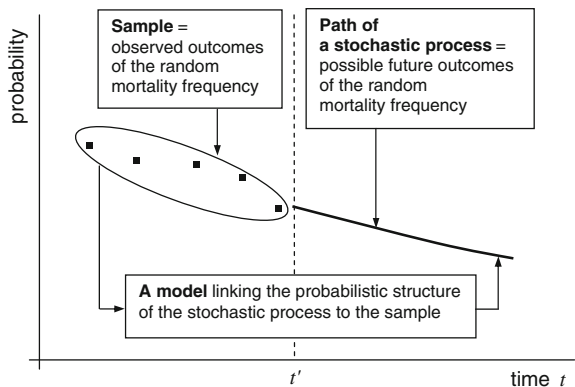 probability
Sample =
observed outcomes
of the random
mortality frequency
Path of
a stochastic process =
possible future outcomes
of the random
mortality frequency
A model linking the probabilistic structure
of the stochastic process to the sample
t'
time t